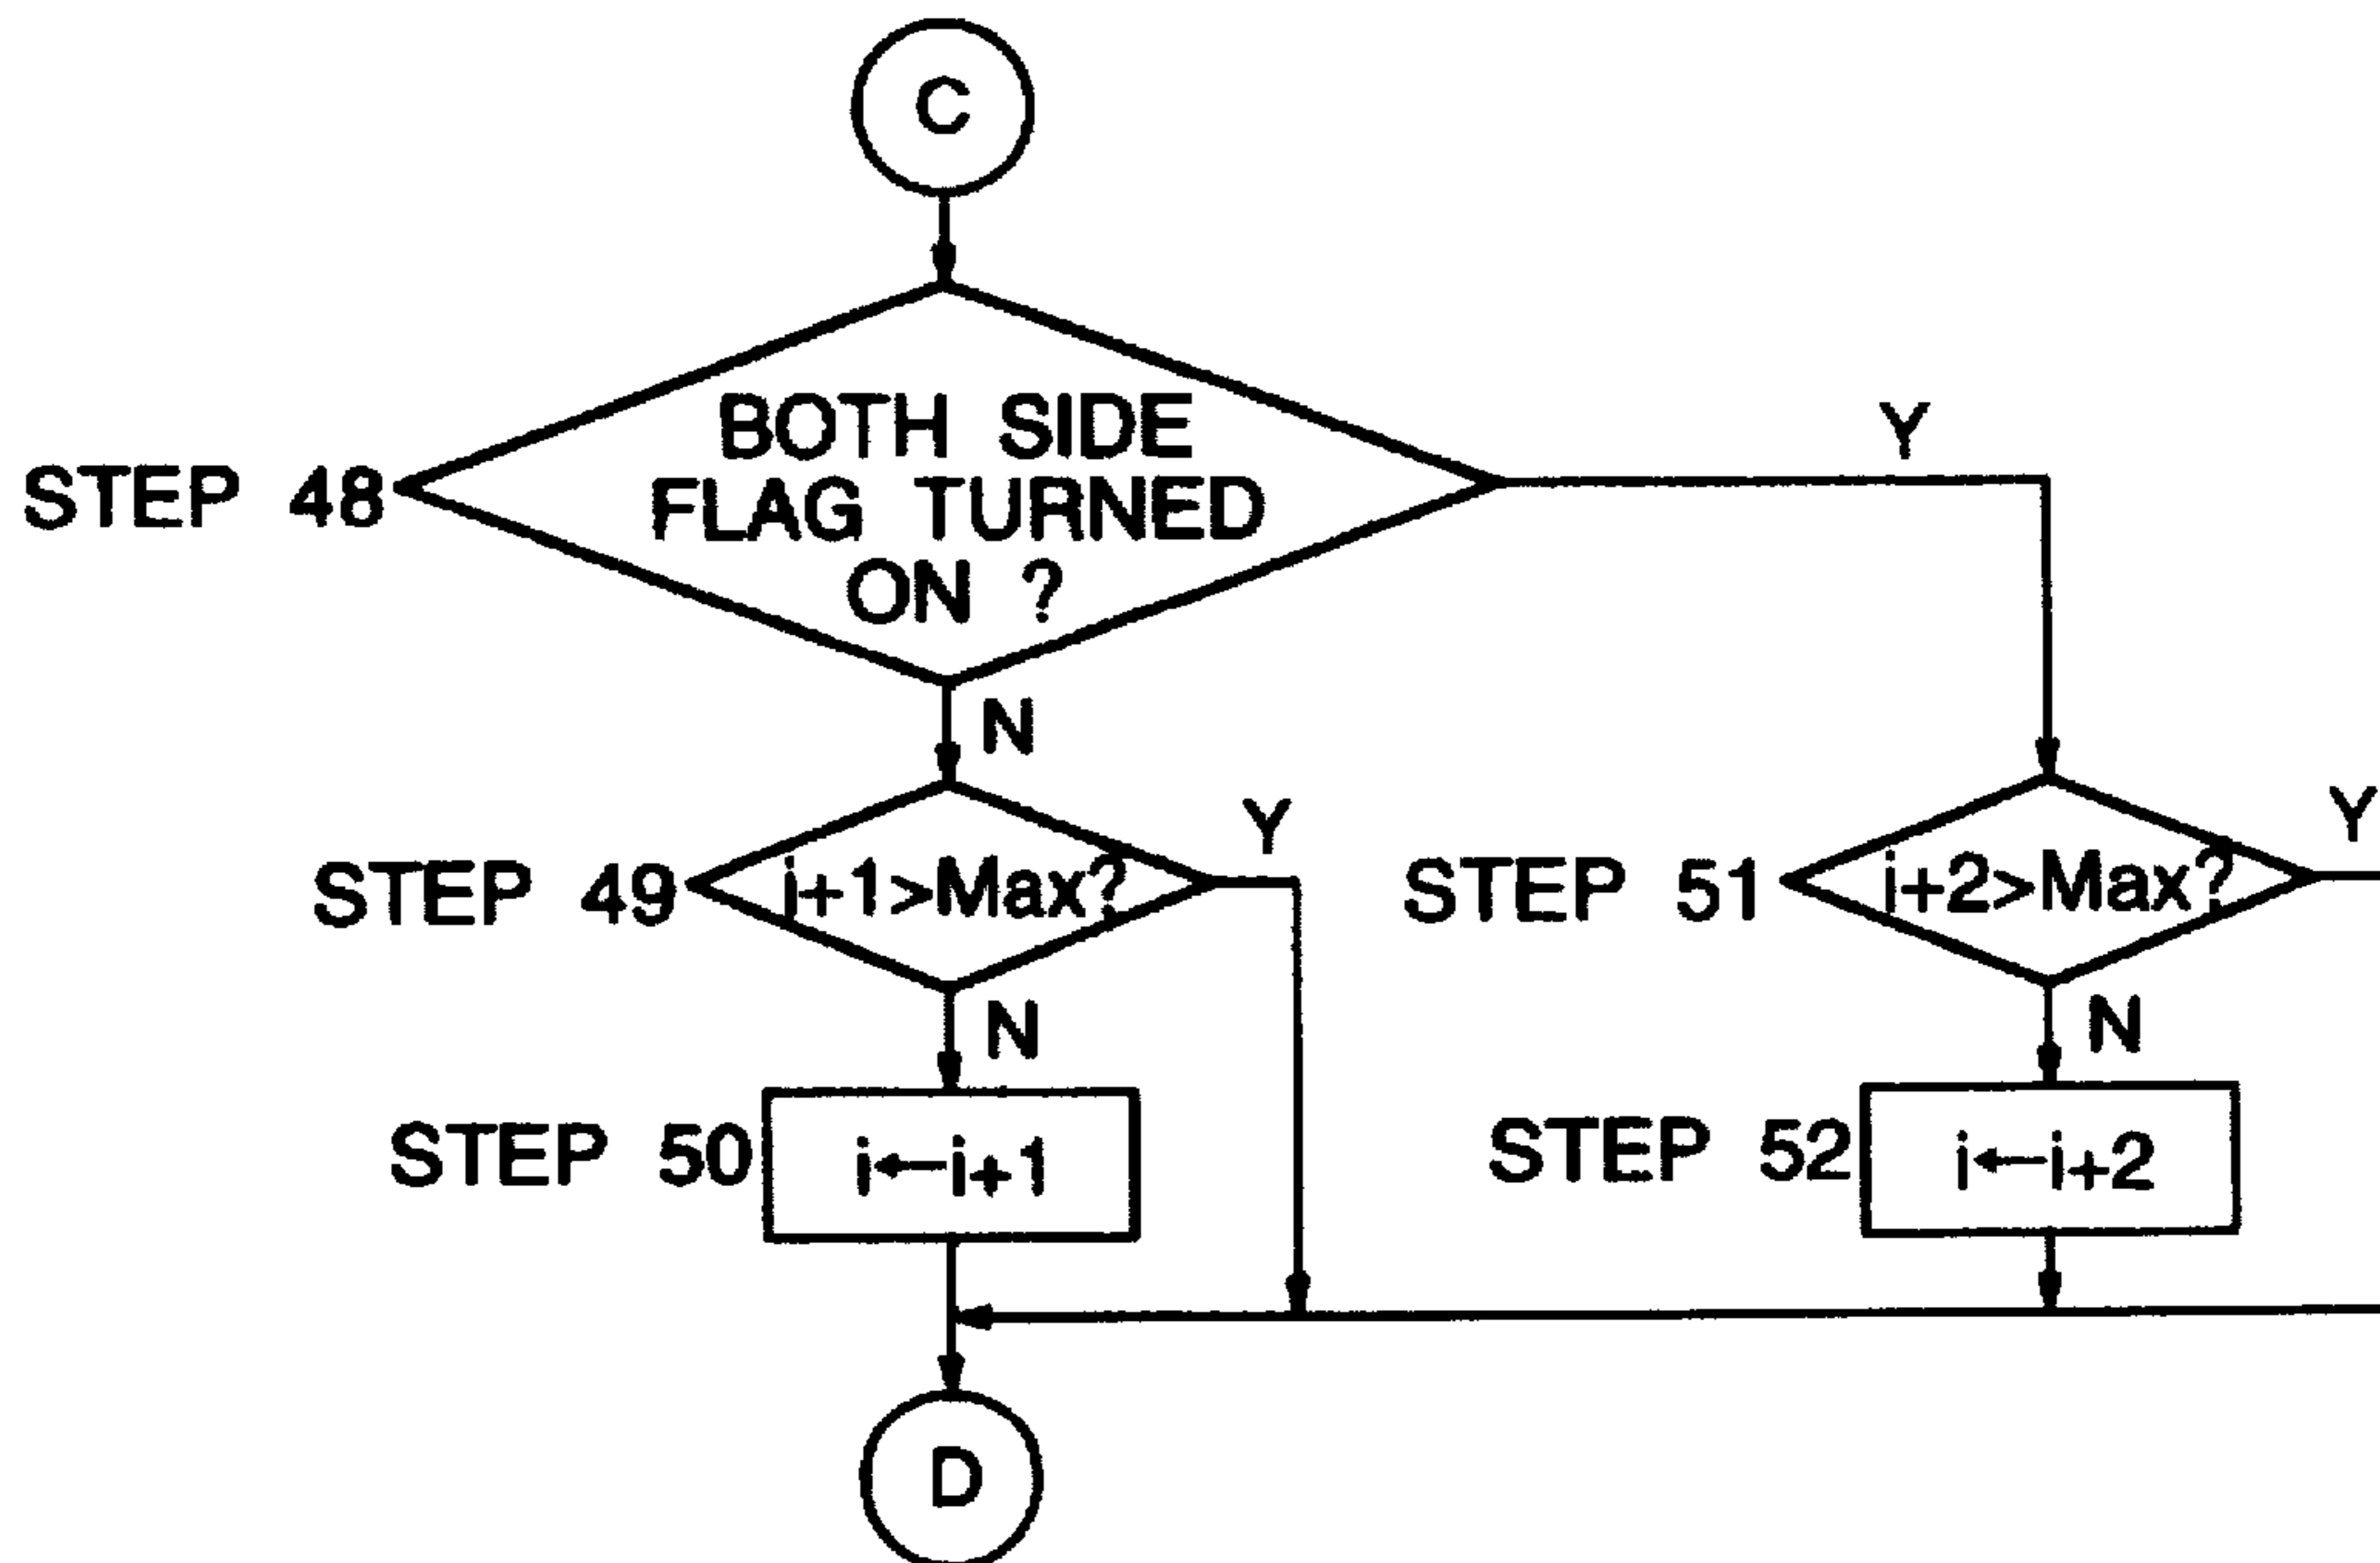 C
BOTH SIDE
FLAG TURNED
ON ?
STEP 48
Y
N
STEP 49
i+1>Max?
Y
STEP 51
i+2>Max?
Y
N
N
STEP 50
i←i+1
STEP 52
i←i+2
D